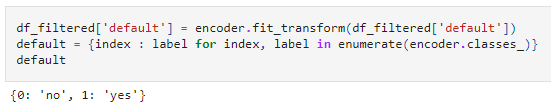 df_filtered['default'] = encoder.fit_transform(df_filtered['default'])
default = {index : label for index, label in enumerate(encoder.classes_)}
default
{0: 'no', 1: 'yes'}